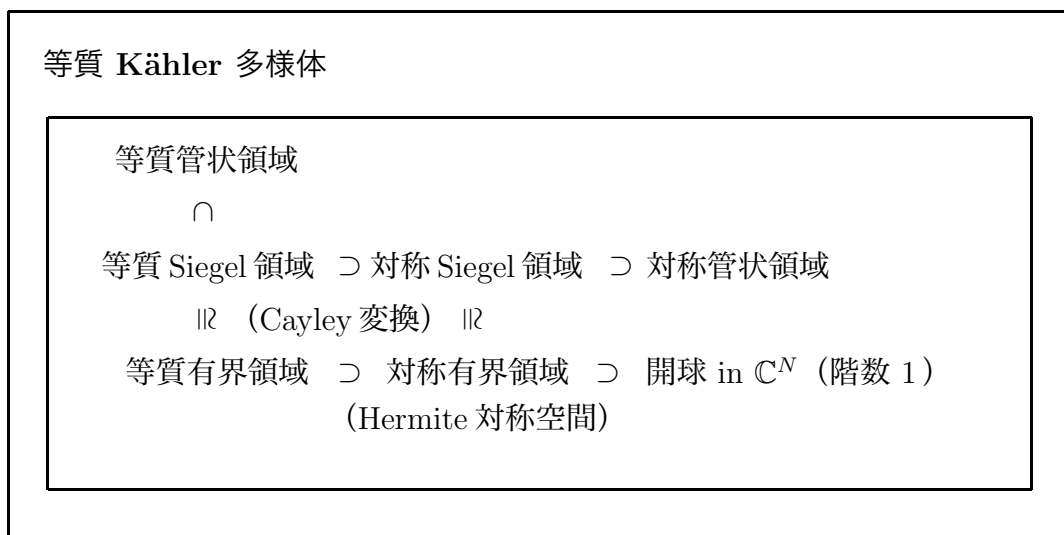 等質 Kähler 多様体
等質管状領域
∩
等質 Siegel 領域 ⊃ 対称 Siegel 領域 ⊃ 対称管状領域
≀|| （Cayley 変換） ≀||
等質有界領域 ⊃ 対称有界領域 ⊃ 開球 in ℂ^N（階数 1）
（Hermite 対称空間）